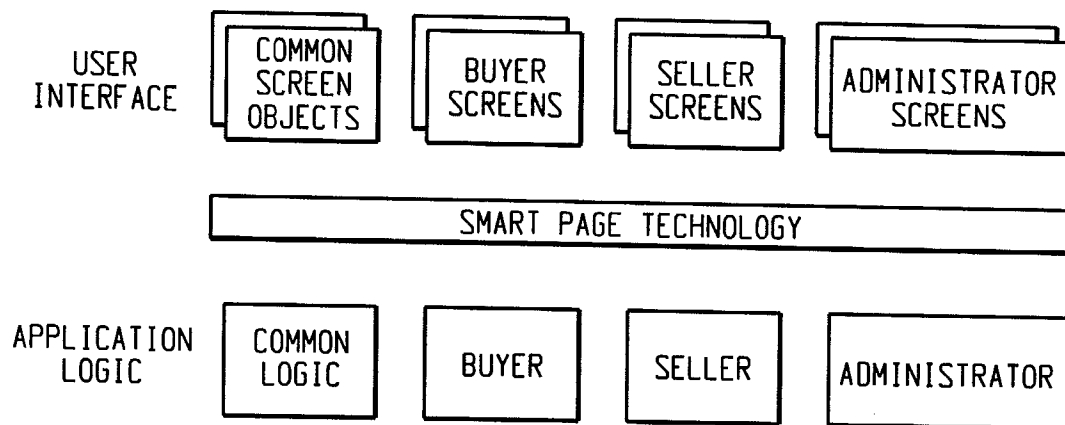 USER
INTERFACE
COMMON
SCREEN
OBJECTS
BUYER
SCREENS
SELLER
SCREENS
ADMINISTRATOR
SCREENS
SMART PAGE TECHNOLOGY
APPLICATION
LOGIC
COMMON
LOGIC
BUYER
SELLER
ADMINISTRATOR